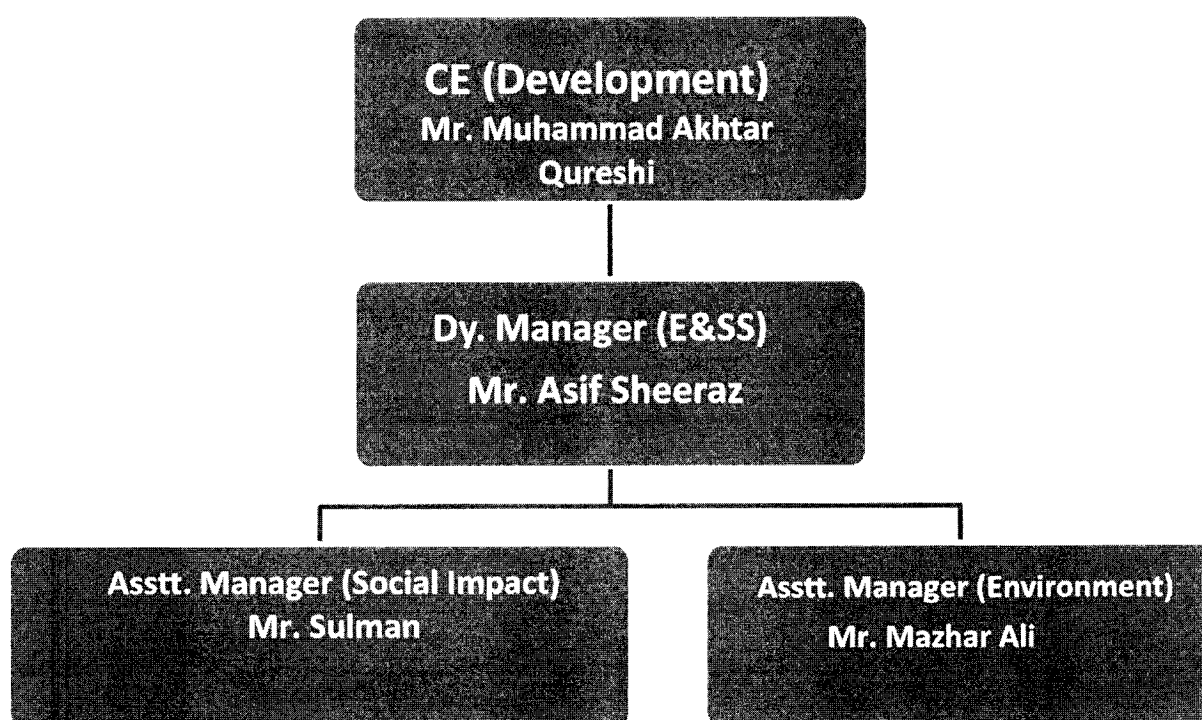 CE (Development)
Mr. Muhammad Akhtar
Qureshi
Dy. Manager (E&SS)
Mr. Asif Sheeraz
Asstt. Manager (Social Impact)
Mr. Sulman
Asstt. Manager (Environment)
Mr. Mazhar Ali